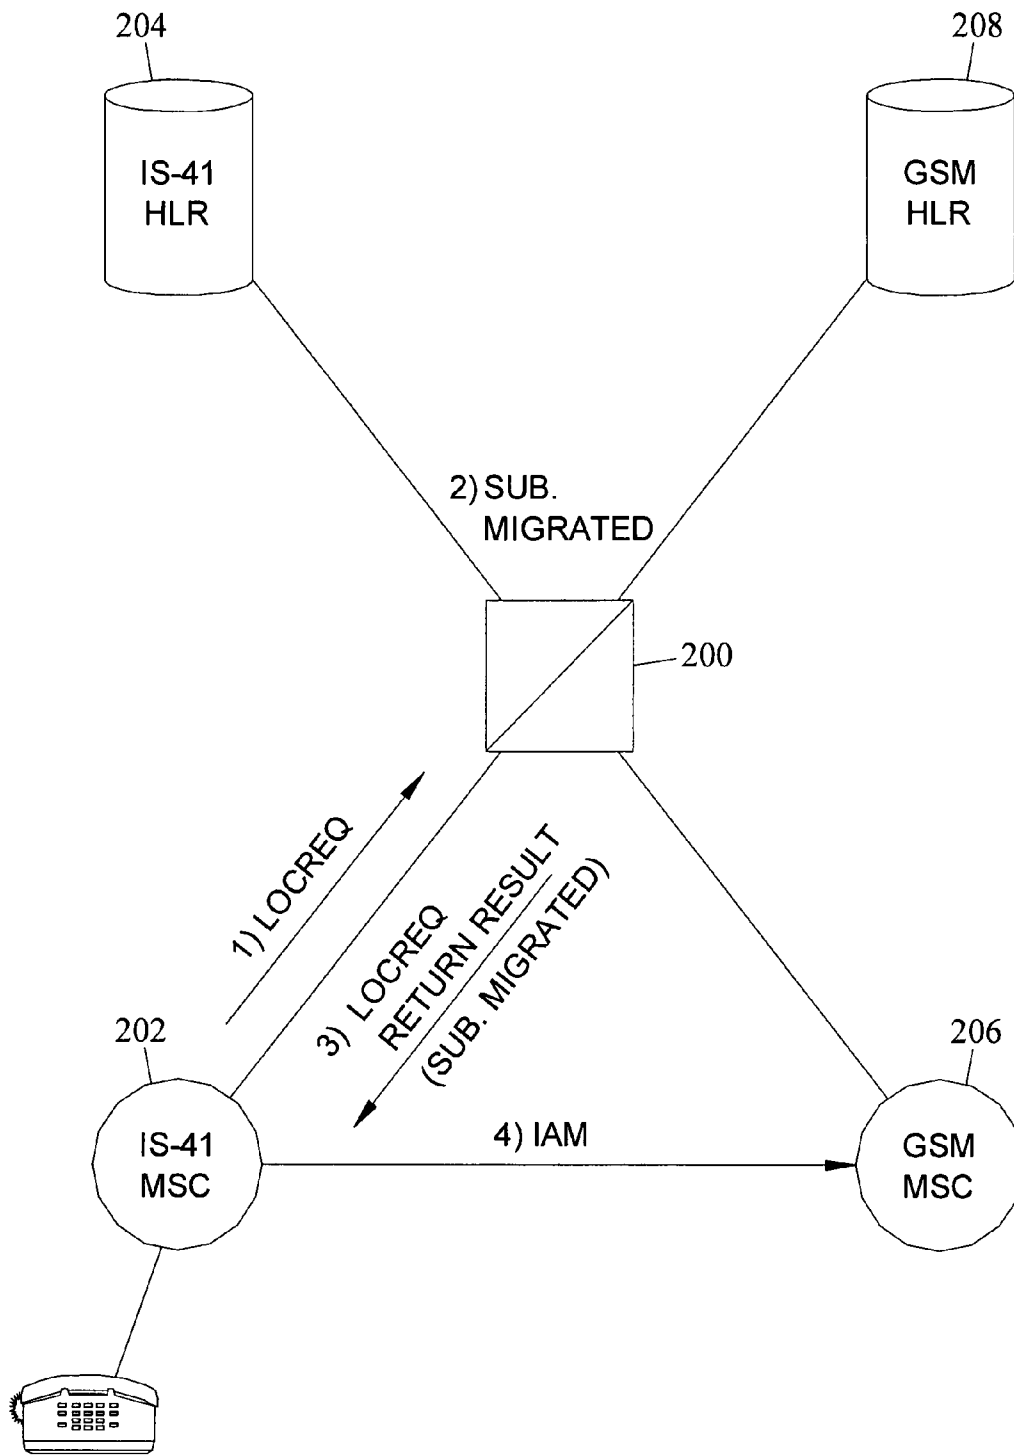 204
208
IS-41
HLR
GSM
HLR
2) SUB.
MIGRATED
200
1) LOCREQ
3) LOCREQ
RETURN RESULT
(SUB. MIGRATED)
202
206
IS-41
MSC
4) IAM
GSM
MSC